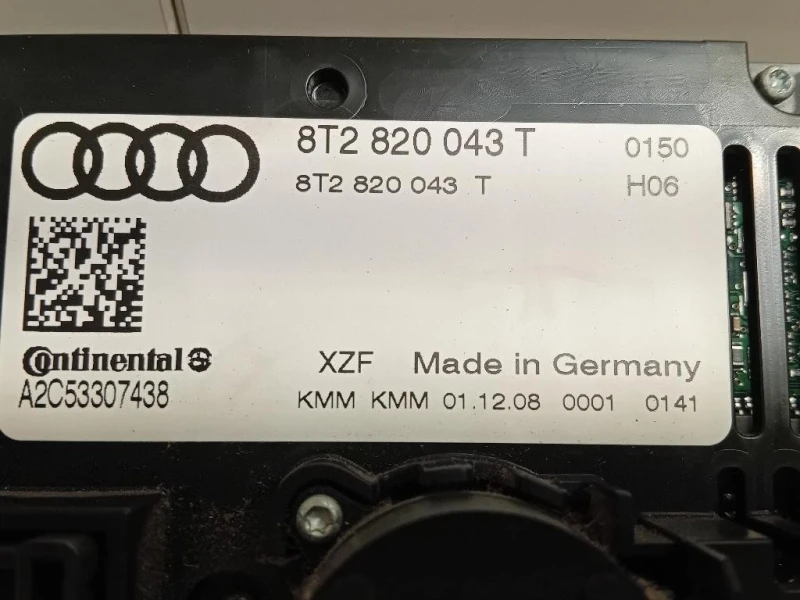 8T2 820 043 T 0150
8T2 820 043 T H06
Continental
A2C53307438
XZF Made in Germany
KMM KMM 01.12.08 0001 0141